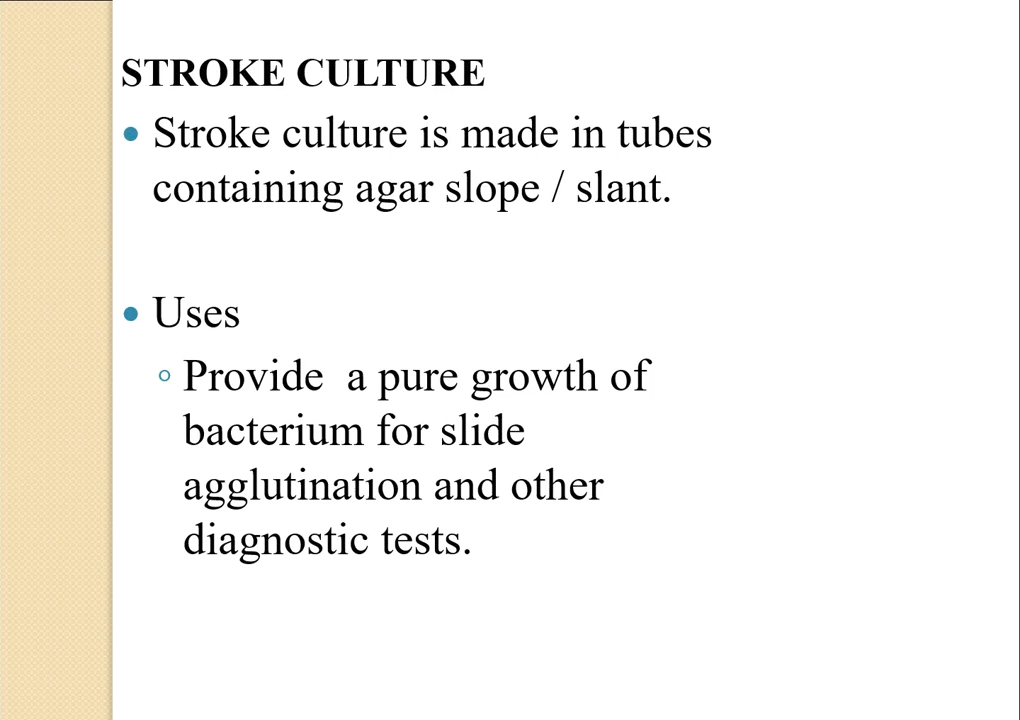 STROKE CULTURE
• Stroke culture is made in tubes
containing agar slope / slant.
• Uses
◦ Provide  a pure growth of
bacterium for slide
agglutination and other
diagnostic tests.